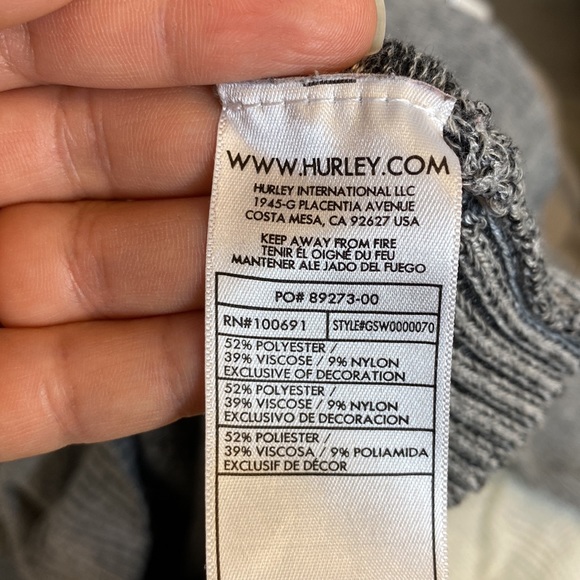 WWW.HURLEY.COM
HURLEY INTERNATIONAL LLC
1945-G PLACENTIA AVENUE
COSTA MESA, CA 92627 USA
KEEP AWAY FROM FIRE
TENIR ÉL OIGNÉ DU FEU
MANTENER ALE JADO DEL FUEGO
PO# 89273-00
RN#100691 STYLE#GSW0000070
52% POLYESTER /
39% VISCOSE / 9% NYLON
EXCLUSIVE OF DECORATION
52% POLYESTER /
39% VISCOSE / 9% NYLON
EXCLUSIVO DE DECORACION
52% POLIESTER /
39% VISCOSA / 9% POLIAMIDA
EXCLUSIF DE DÉCOR